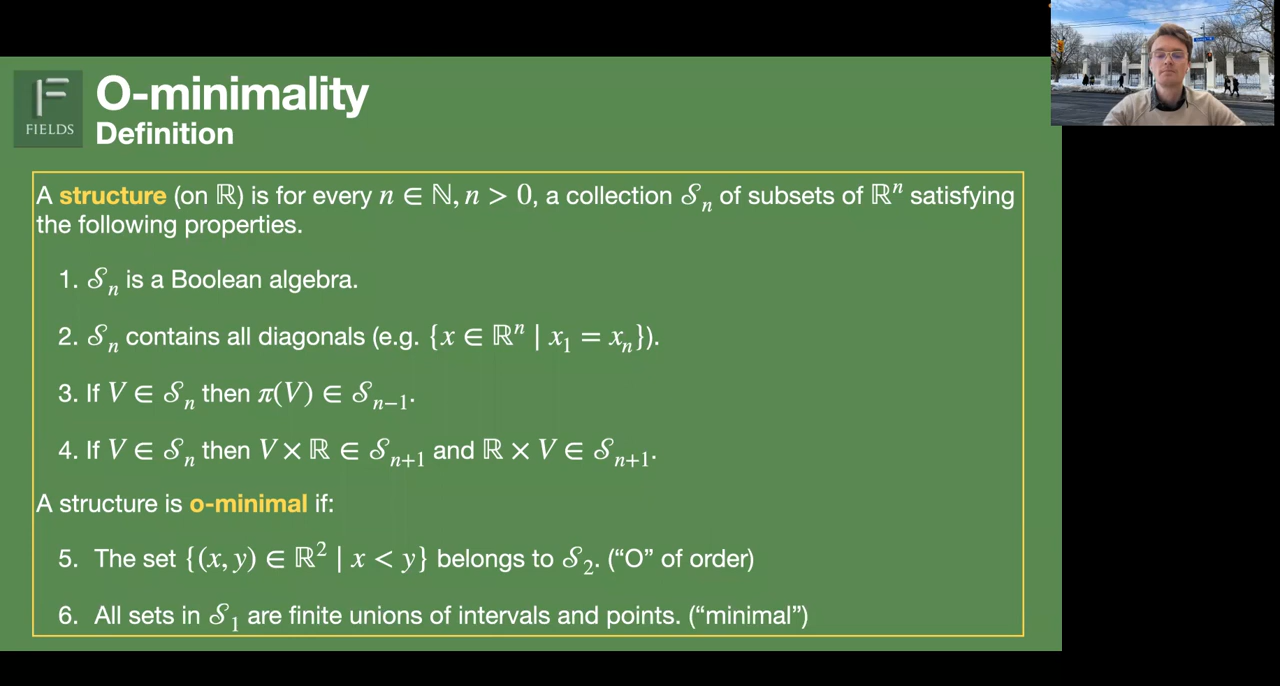 FIELDS
O-minimality
Definition
A structure (on ℝ) is for every n ∈ ℕ, n > 0, a collection 𝒮ₙ of subsets of ℝⁿ satisfying
the following properties.
1. 𝒮ₙ is a Boolean algebra.
2. 𝒮ₙ contains all diagonals (e.g. {x ∈ ℝⁿ | x₁ = xₙ}).
3. If V ∈ 𝒮ₙ then π(V) ∈ 𝒮ₙ₋₁.
4. If V ∈ 𝒮ₙ then V × ℝ ∈ 𝒮ₙ₊₁ and ℝ × V ∈ 𝒮ₙ₊₁.
A structure is o-minimal if:
5. The set {(x, y) ∈ ℝ² | x < y} belongs to 𝒮₂. (“O” of order)
6. All sets in 𝒮₁ are finite unions of intervals and points. (“minimal”)